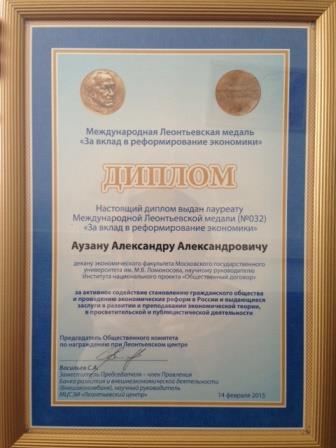 Международная Леонтьевская медаль
«За вклад в реформирование экономики»
ДИПЛОМ
Настоящий диплом выдан лауреату
Международной Леонтьевской медали (№032)
«За вклад в реформирование экономики»
Аузану Александру Александровичу
декану экономического факультета Московского государственного
университета им. М.В. Ломоносова, научному руководителю
Института национального проекта «Общественный договор»
за активное содействие становлению гражданского общества
и проведению экономических реформ в России и выдающиеся
заслуги в развитии и преподавании экономической теории,
в просветительской и публицистической деятельности
Председатель Общественного комитета
по награждению при Леонтьевском центре
Васильев С.А.
Заместитель Председателя – член Правления
Банка развития и внешнеэкономической деятельности
(Внешэкономбанк), научный руководитель
МЦСЭИ «Леонтьевский центр»
14 февраля 2015